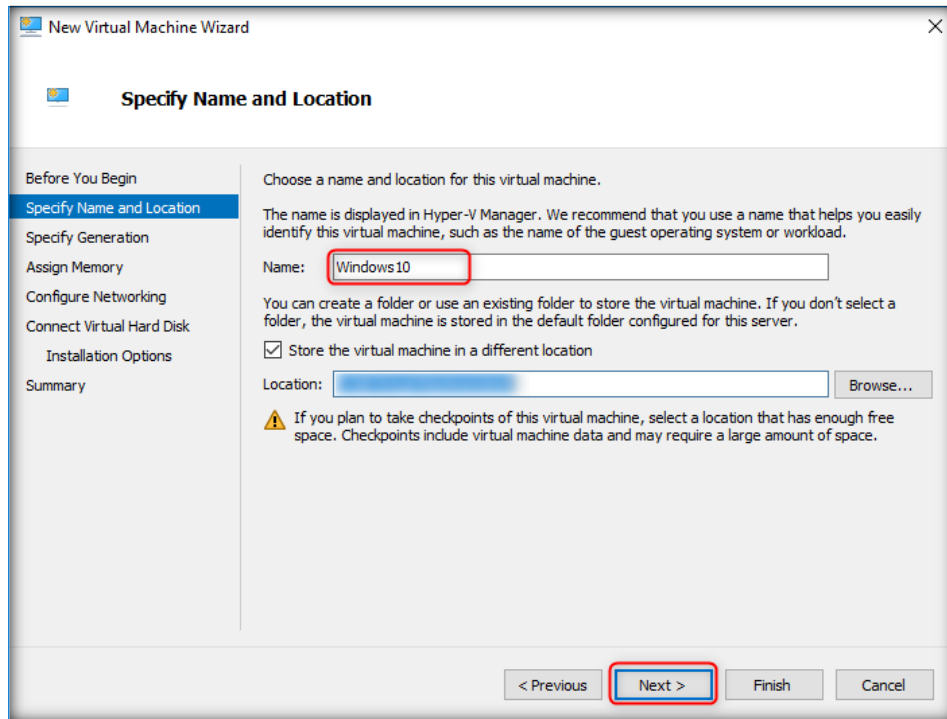 New Virtual Machine Wizard
Specify Name and Location
Before You Begin
Specify Name and Location
Specify Generation
Assign Memory
Configure Networking
Connect Virtual Hard Disk
Installation Options
Summary
Choose a name and location for this virtual machine.
The name is displayed in Hyper-V Manager. We recommend that you use a name that helps you easily
identify this virtual machine, such as the name of the guest operating system or workload.
Name: Windows10
You can create a folder or use an existing folder to store the virtual machine. If you don't select a
folder, the virtual machine is stored in the default folder configured for this server.
Store the virtual machine in a different location
Location: Browse...
If you plan to take checkpoints of this virtual machine, select a location that has enough free
space. Checkpoints include virtual machine data and may require a large amount of space.
< Previous Next > Finish Cancel